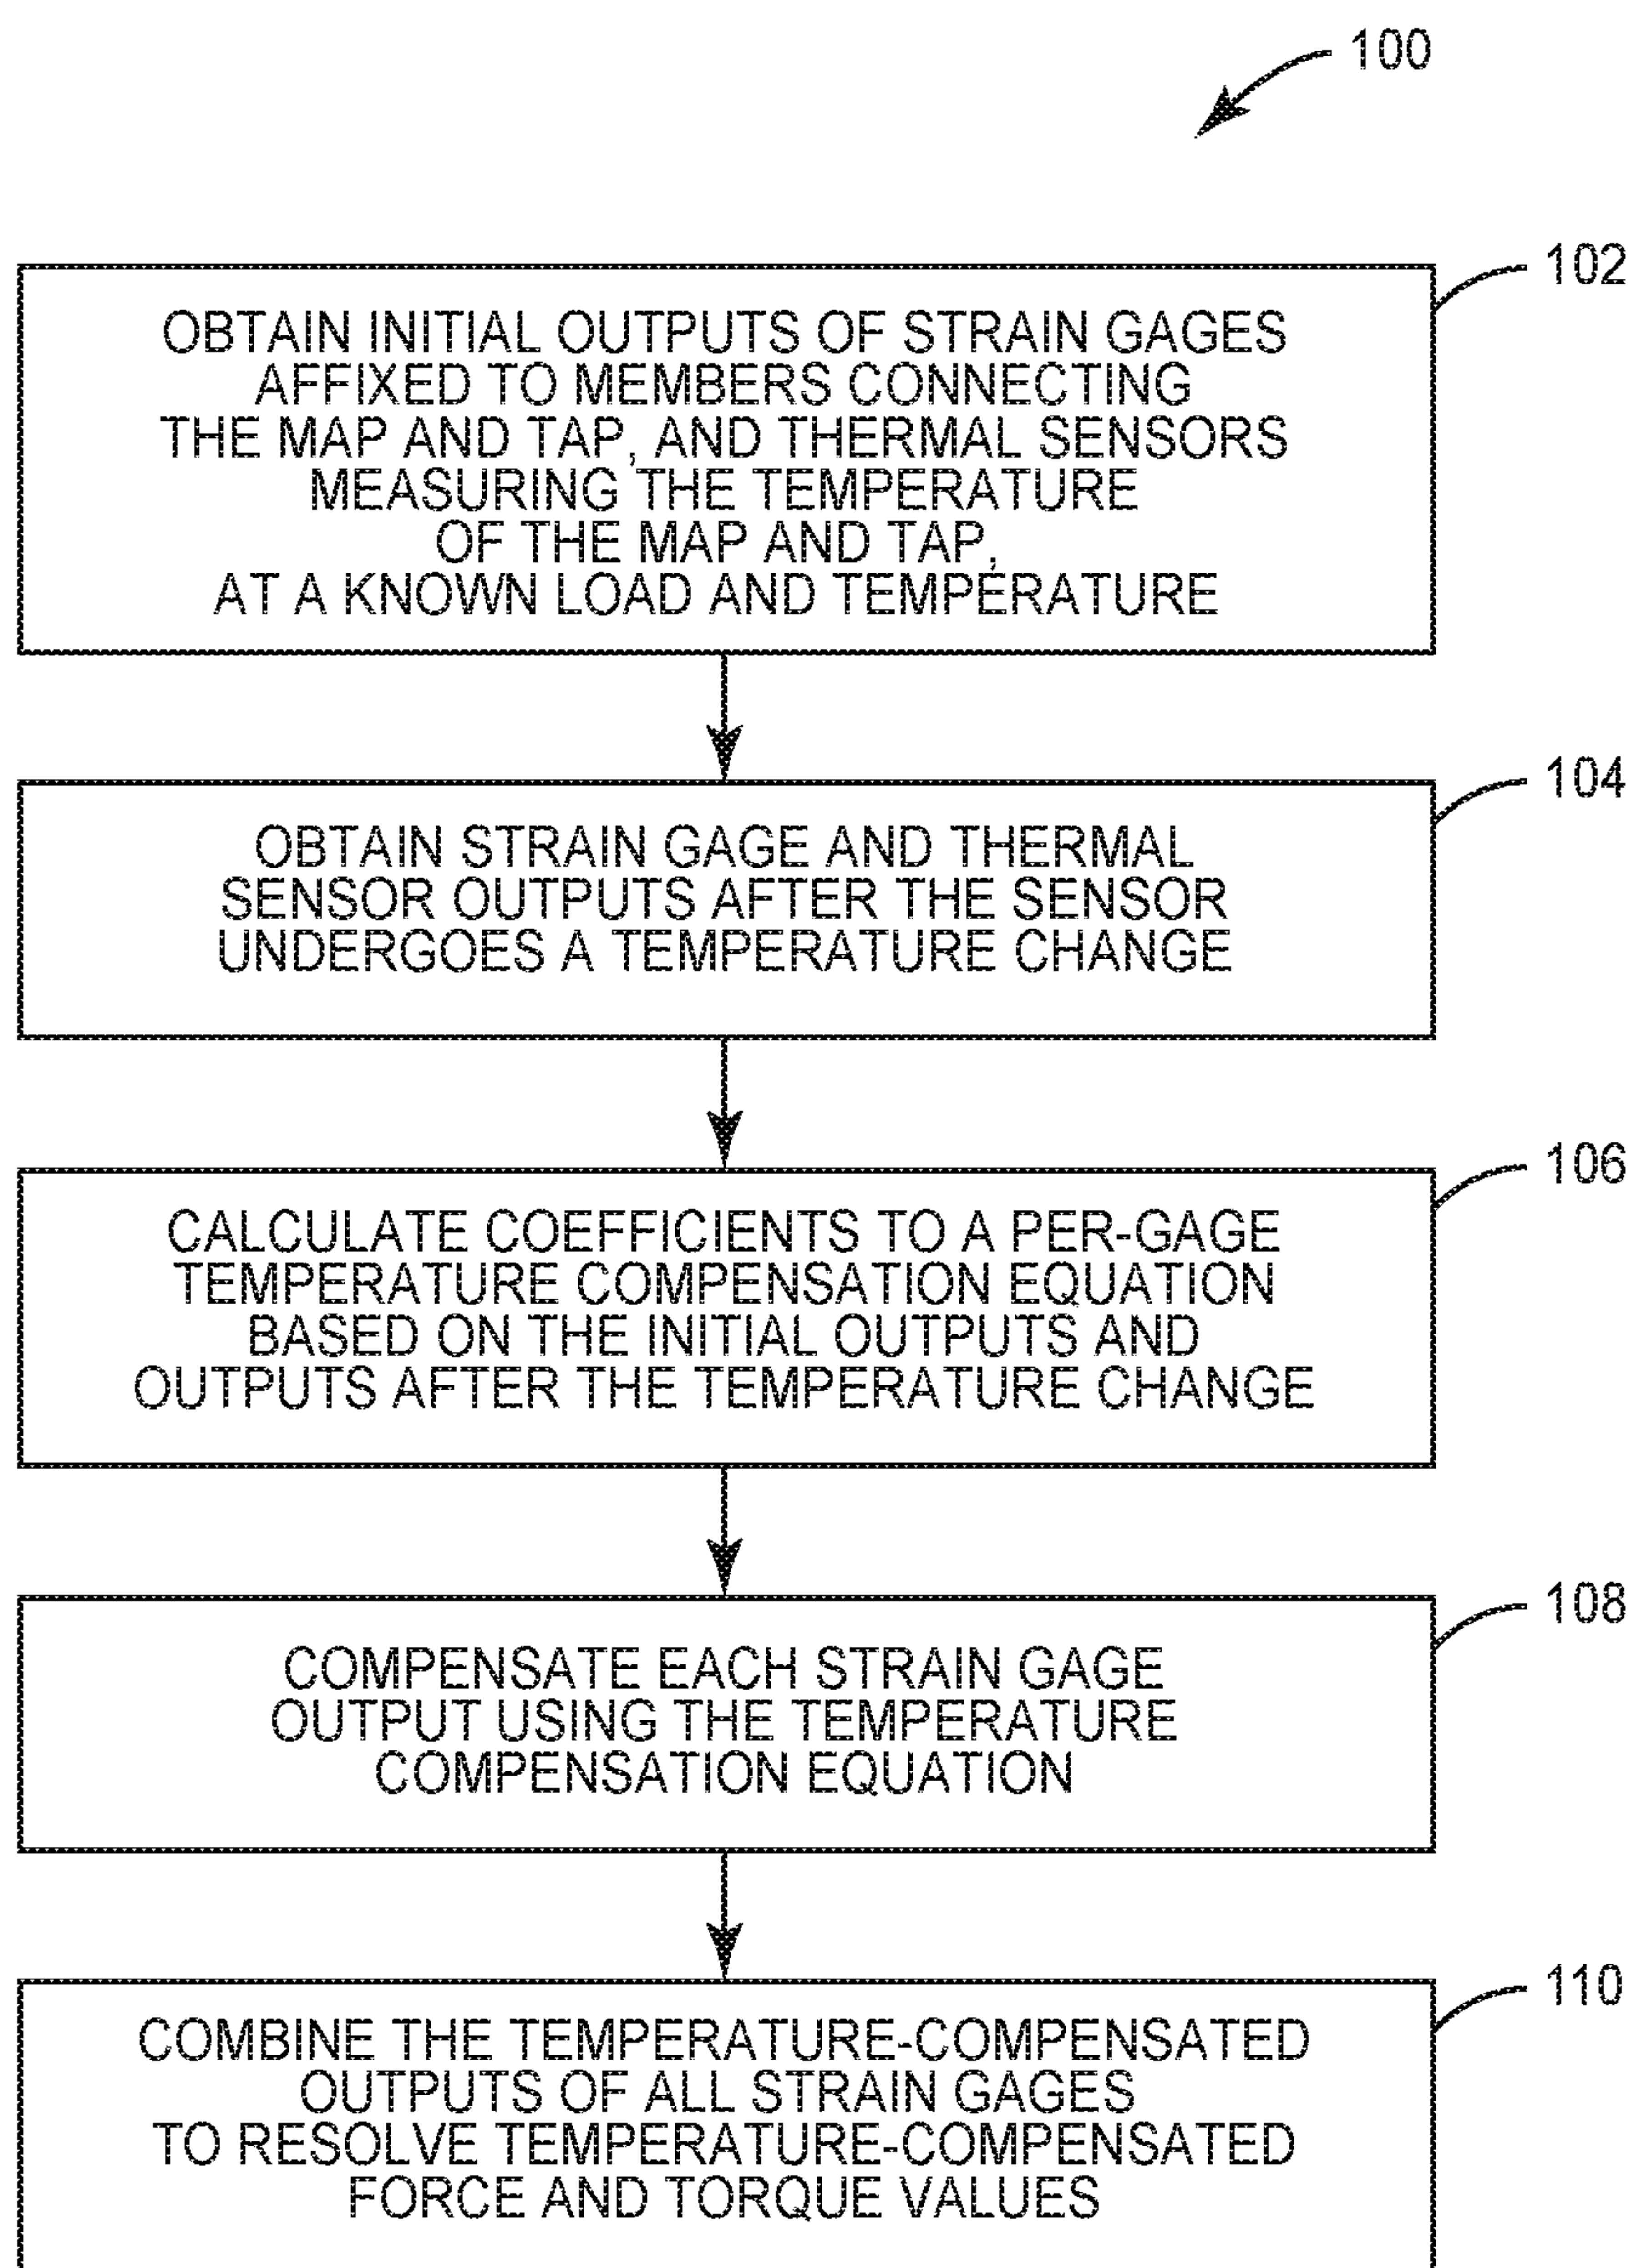 100
102
OBTAIN INITIAL OUTPUTS OF STRAIN GAGES
AFFIXED TO MEMBERS CONNECTING
THE MAP AND TAP, AND THERMAL SENSORS
MEASURING THE TEMPERATURE
OF THE MAP AND TAP,
AT A KNOWN LOAD AND TEMPERATURE
104
OBTAIN STRAIN GAGE AND THERMAL
SENSOR OUTPUTS AFTER THE SENSOR
UNDERGOES A TEMPERATURE CHANGE
106
CALCULATE COEFFICIENTS TO A PER-GAGE
TEMPERATURE COMPENSATION EQUATION
BASED ON THE INITIAL OUTPUTS AND
OUTPUTS AFTER THE TEMPERATURE CHANGE
108
COMPENSATE EACH STRAIN GAGE
OUTPUT USING THE TEMPERATURE
COMPENSATION EQUATION
110
COMBINE THE TEMPERATURE-COMPENSATED
OUTPUTS OF ALL STRAIN GAGES
TO RESOLVE TEMPERATURE-COMPENSATED
FORCE AND TORQUE VALUES